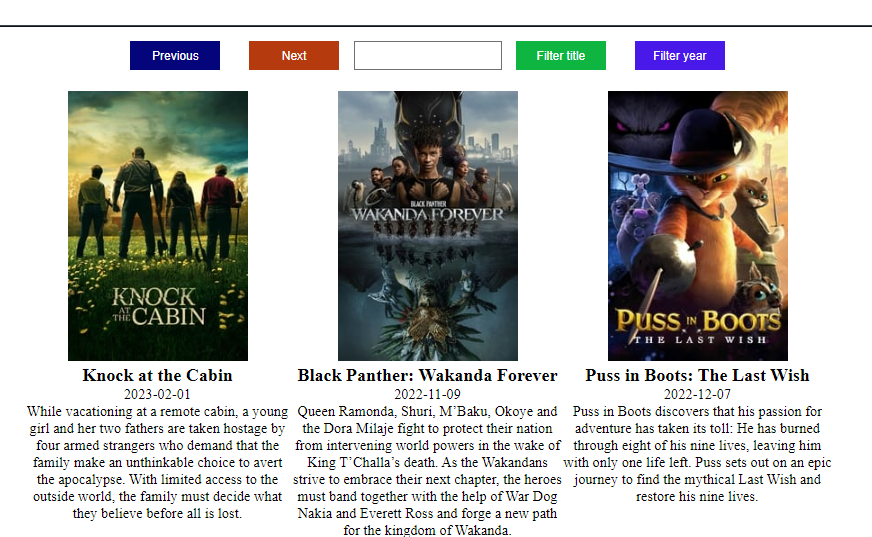 Previous
Next
Filter title
Filter year
KNOCK
AT THE CABIN
BLACK PANTHER
WAKANDA FOREVER
PUSS IN BOOTS
THE LAST WISH
Knock at the Cabin
2023-02-01
While vacationing at a remote cabin, a young
girl and her two fathers are taken hostage by
four armed strangers who demand that the
family make an unthinkable choice to avert
the apocalypse. With limited access to the
outside world, the family must decide what
they believe before all is lost.
Black Panther: Wakanda Forever
2022-11-09
Queen Ramonda, Shuri, M’Baku, Okoye and
the Dora Milaje fight to protect their nation
from intervening world powers in the wake of
King T’Challa’s death. As the Wakandans
strive to embrace their next chapter, the heroes
must band together with the help of War Dog
Nakia and Everett Ross and forge a new path
for the kingdom of Wakanda.
Puss in Boots: The Last Wish
2022-12-07
Puss in Boots discovers that his passion for
adventure has taken its toll: He has burned
through eight of his nine lives, leaving him
with only one life left. Puss sets out on an epic
journey to find the mythical Last Wish and
restore his nine lives.